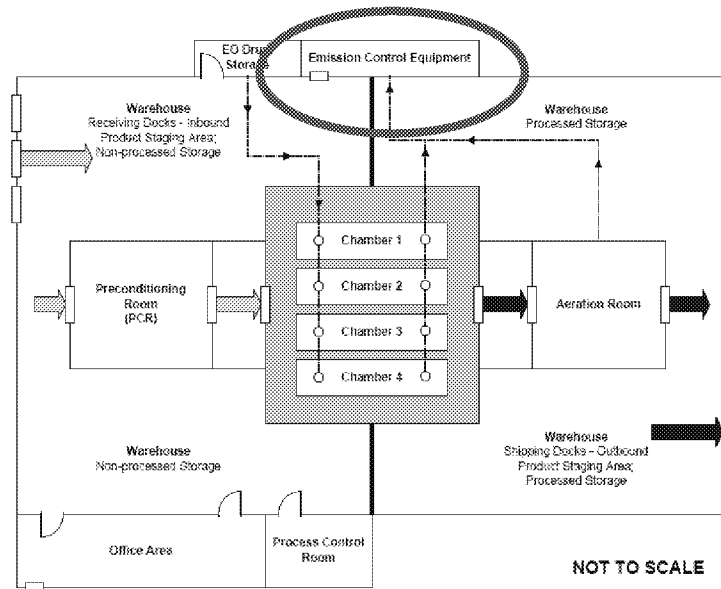 EO Drum
Storage
Emission Control Equipment
Warehouse
Receiving Docks - Inbound
Product Staging Area;
Non-processed Storage
Warehouse
Processed Storage
Chamber 1
Preconditioning
Room
(PCR)
Chamber 2
Aeration Room
Chamber 3
Chamber 4
Warehouse
Non-processed Storage
Warehouse
Shipping Docks - Outbound
Product Staging Area;
Processed Storage
Office Area
Process Control
Room
NOT TO SCALE